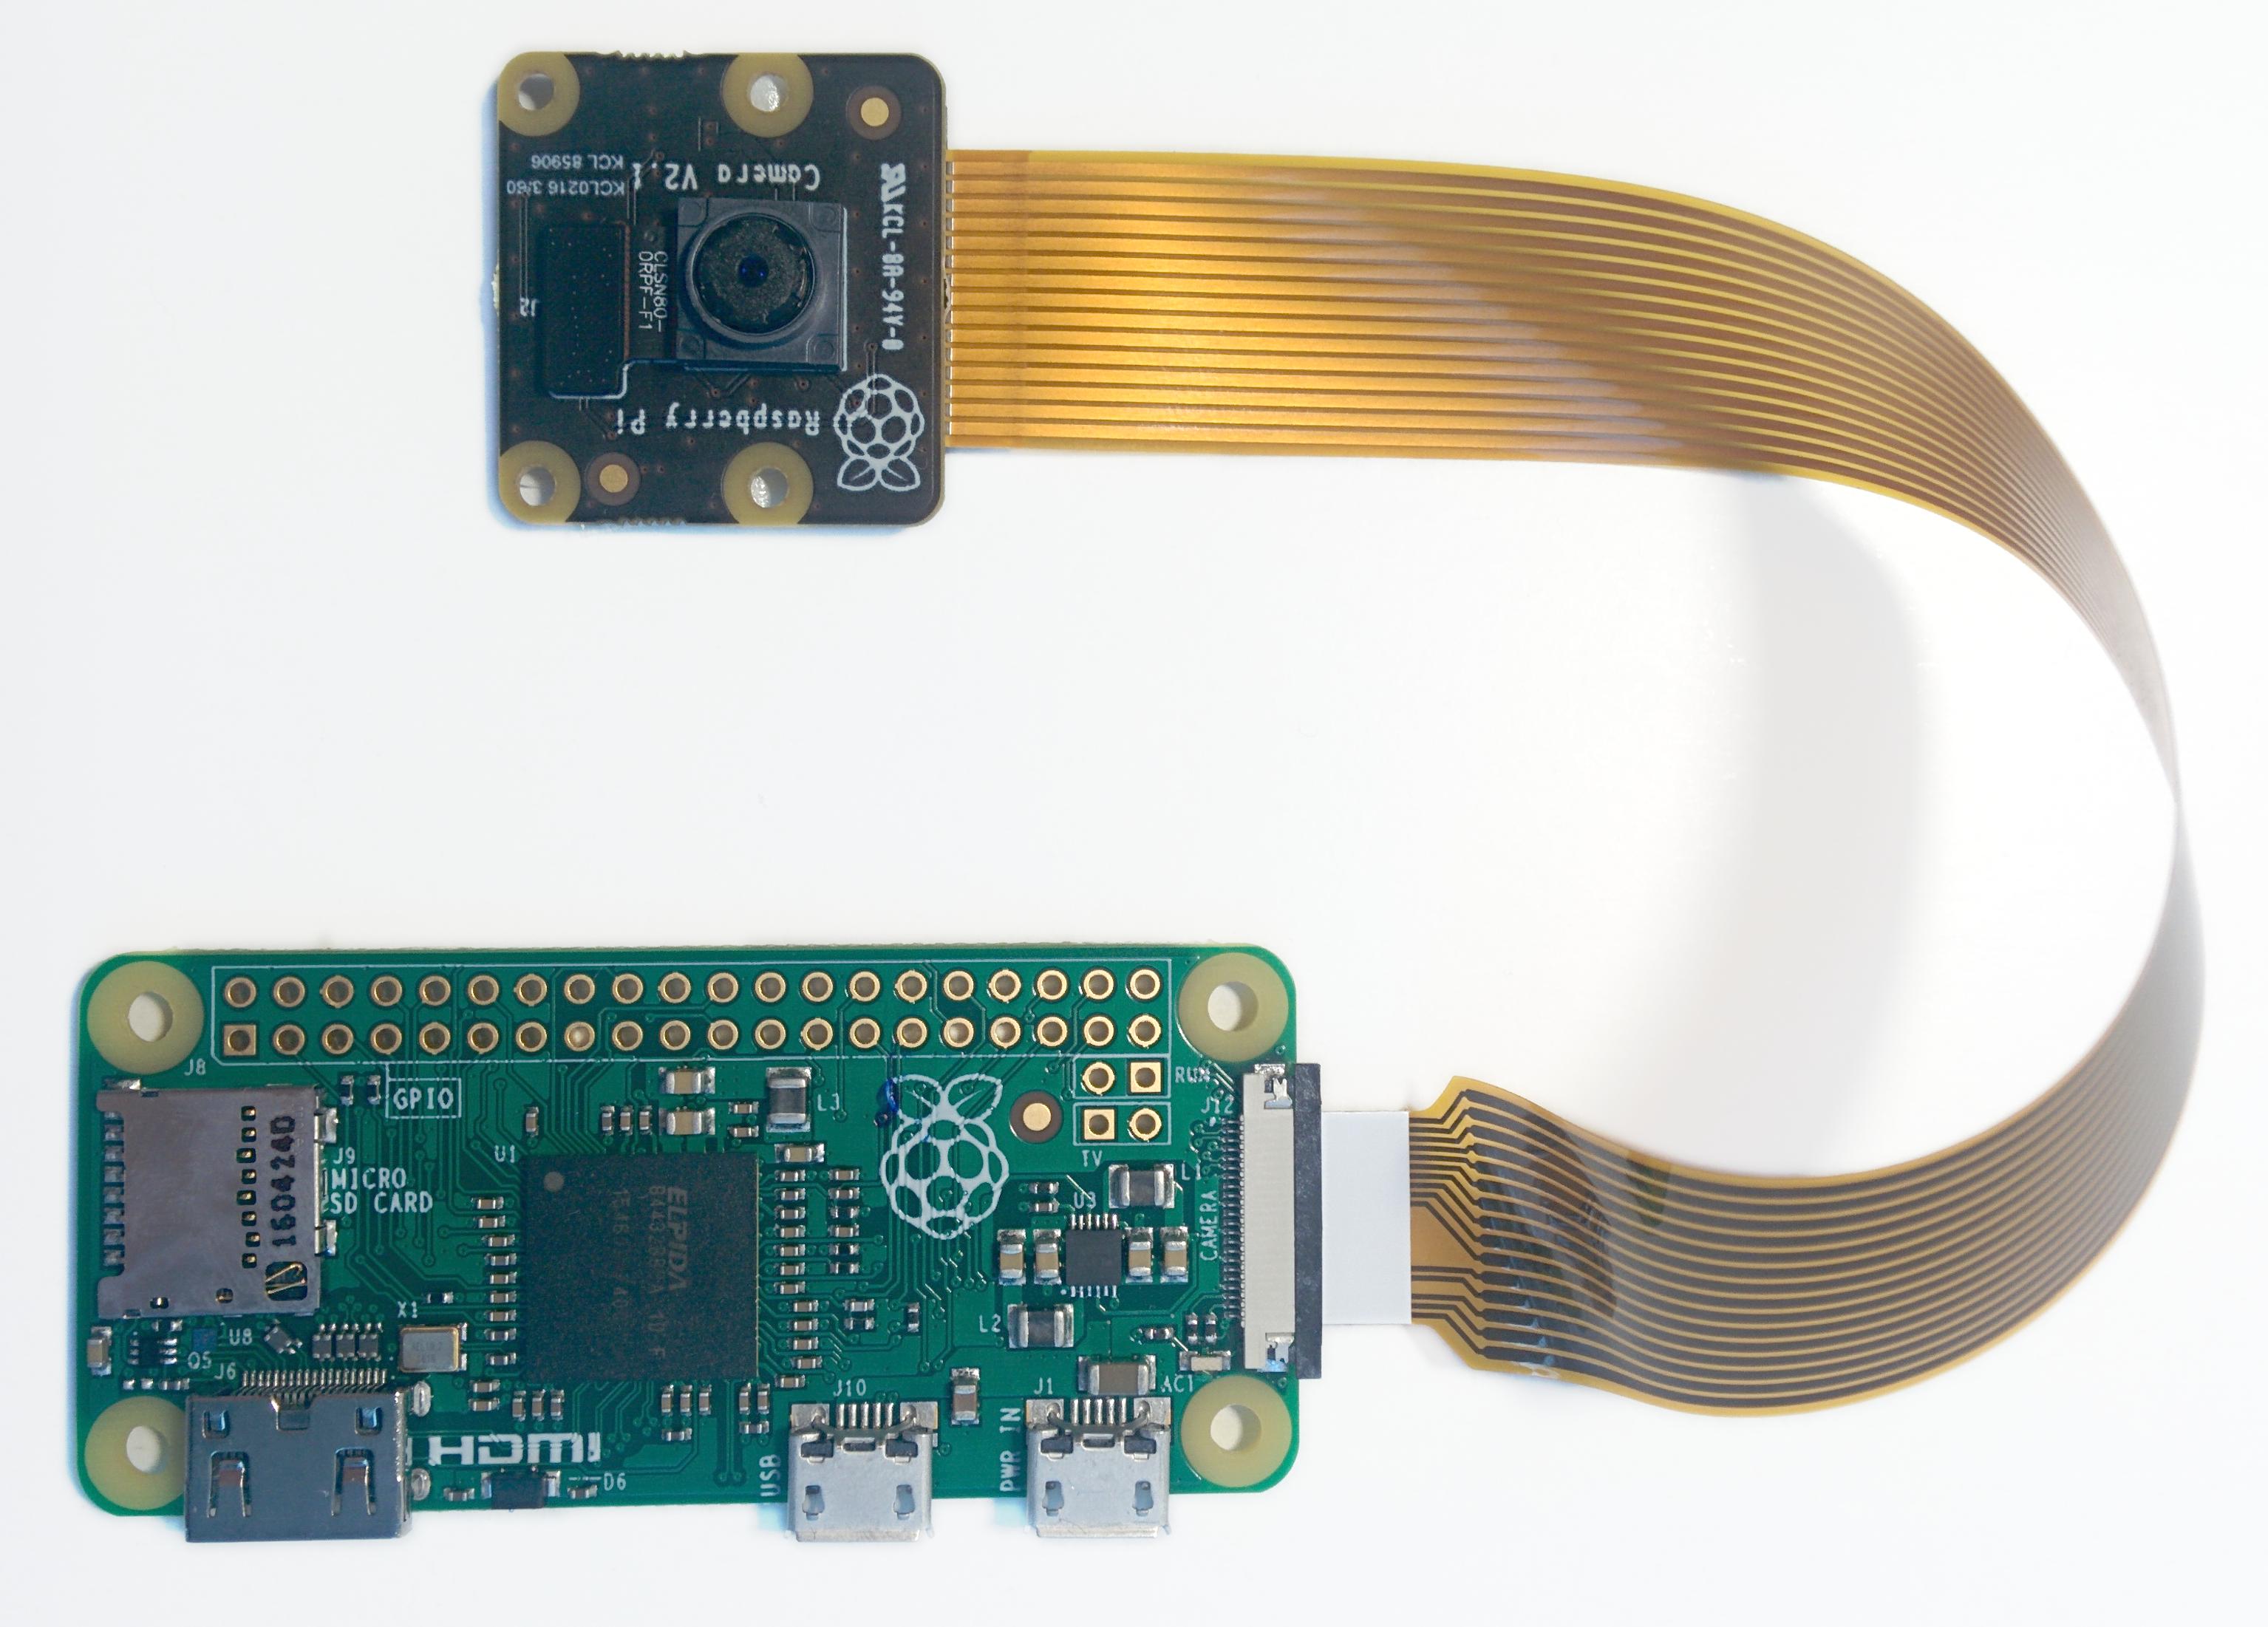 KCL 85906
KCL0216 3/60
Camera V2.1
KCL-8A-94V-0
CLSN80-
ORPF-F1
J2
Raspberry Pi
J8
GPIO
L3
RUN
J12
TV
J9
MICRO
SD CARD
1604240
U1
ELPIDA
U3
L1
CAMERA
L2
X1
U8
Q5
J6
HDMI
D6
J10
USB
J1
PWR IN
ACT